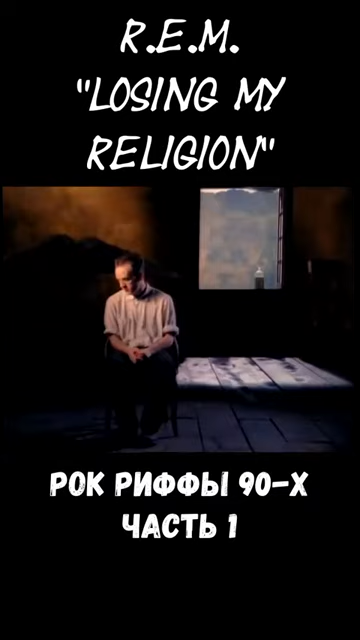 R.E.M.
"LOSING MY
RELIGION"
РОК РИФФЫ 90-Х
ЧАСТЬ 1